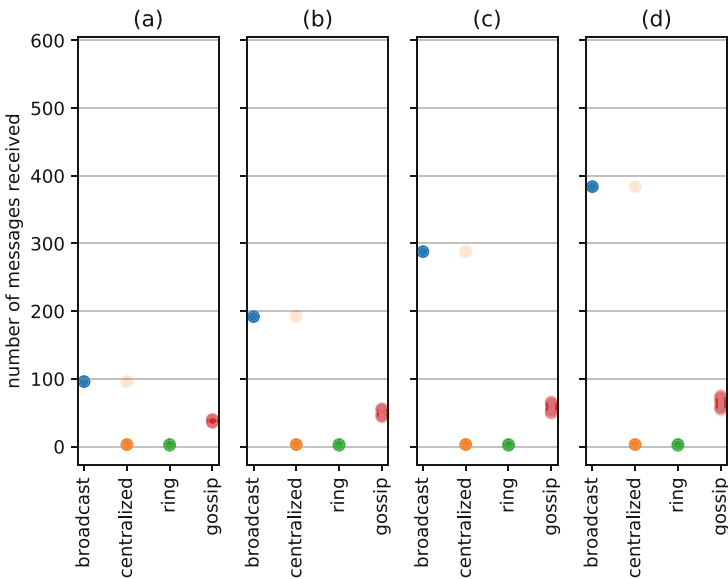 (a) (b) (c) (d)
number of messages received
600
500
400
300
200
100
0
broadcast centralized ring gossip broadcast centralized ring gossip broadcast centralized ring gossip broadcast centralized ring gossip